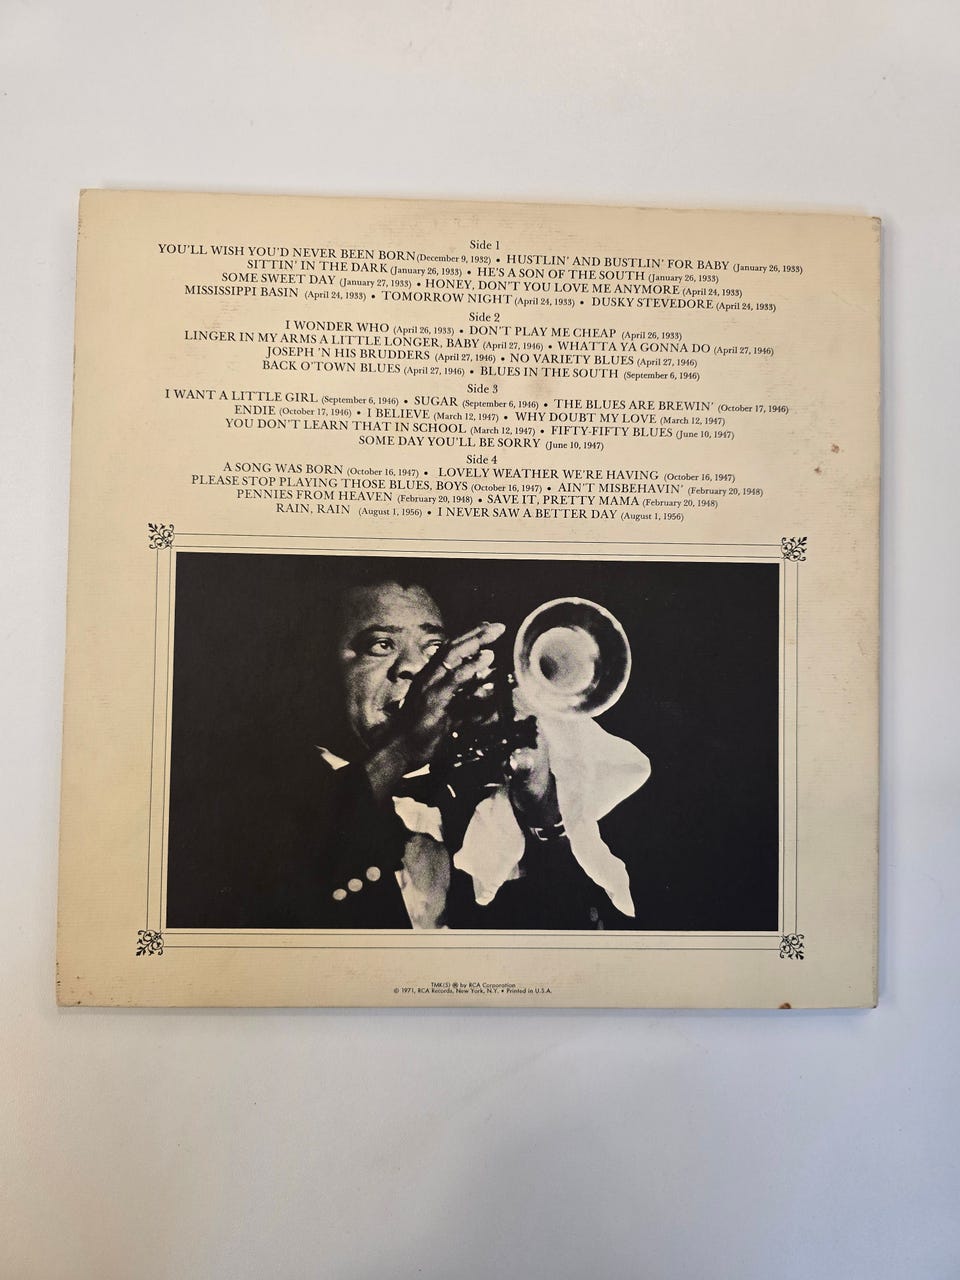 Side 1
YOU'LL WISH YOU'D NEVER BEEN BORN (December 9, 1932) • HUSTLIN' AND BUSTLIN' FOR BABY (January 26, 1933)
SITTIN' IN THE DARK (January 26, 1933) • HE'S A SON OF THE SOUTH (January 26, 1933)
SOME SWEET DAY (January 27, 1933) • HONEY, DON'T YOU LOVE ME ANYMORE (April 24, 1933)
MISSISSIPPI BASIN (April 24, 1933) • TOMORROW NIGHT (April 24, 1933) • DUSKY STEVEDORE (April 24, 1933)
Side 2
I WONDER WHO (April 26, 1933) • DON'T PLAY ME CHEAP (April 26, 1933)
LINGER IN MY ARMS A LITTLE LONGER, BABY (April 27, 1946) • WHATTA YA GONNA DO (April 27, 1946)
JOSEPH 'N HIS BRUDDERS (April 27, 1946) • NO VARIETY BLUES (April 27, 1946)
BACK O'TOWN BLUES (April 27, 1946) • BLUES IN THE SOUTH (September 6, 1946)
Side 3
I WANT A LITTLE GIRL (September 6, 1946) • SUGAR (September 6, 1946) • THE BLUES ARE BREWIN' (October 17, 1946)
ENDIE (October 17, 1946) • I BELIEVE (March 12, 1947) • WHY DOUBT MY LOVE (March 12, 1947)
YOU DON'T LEARN THAT IN SCHOOL (March 12, 1947) • FIFTY-FIFTY BLUES (June 10, 1947)
SOME DAY YOU'LL BE SORRY (June 10, 1947)
Side 4
A SONG WAS BORN (October 16, 1947) • LOVELY WEATHER WE'RE HAVING (October 16, 1947)
PLEASE STOP PLAYING THOSE BLUES, BOYS (October 16, 1947) • AIN'T MISBEHAVIN' (February 20, 1948)
PENNIES FROM HEAVEN (February 20, 1948) • SAVE IT, PRETTY MAMA (February 20, 1948)
RAIN, RAIN (August 1, 1956) • I NEVER SAW A BETTER DAY (August 1, 1956)
TMK(S) ® by RCA Corporation
© 1971, RCA Records, New York, N.Y. • Printed in U.S.A.